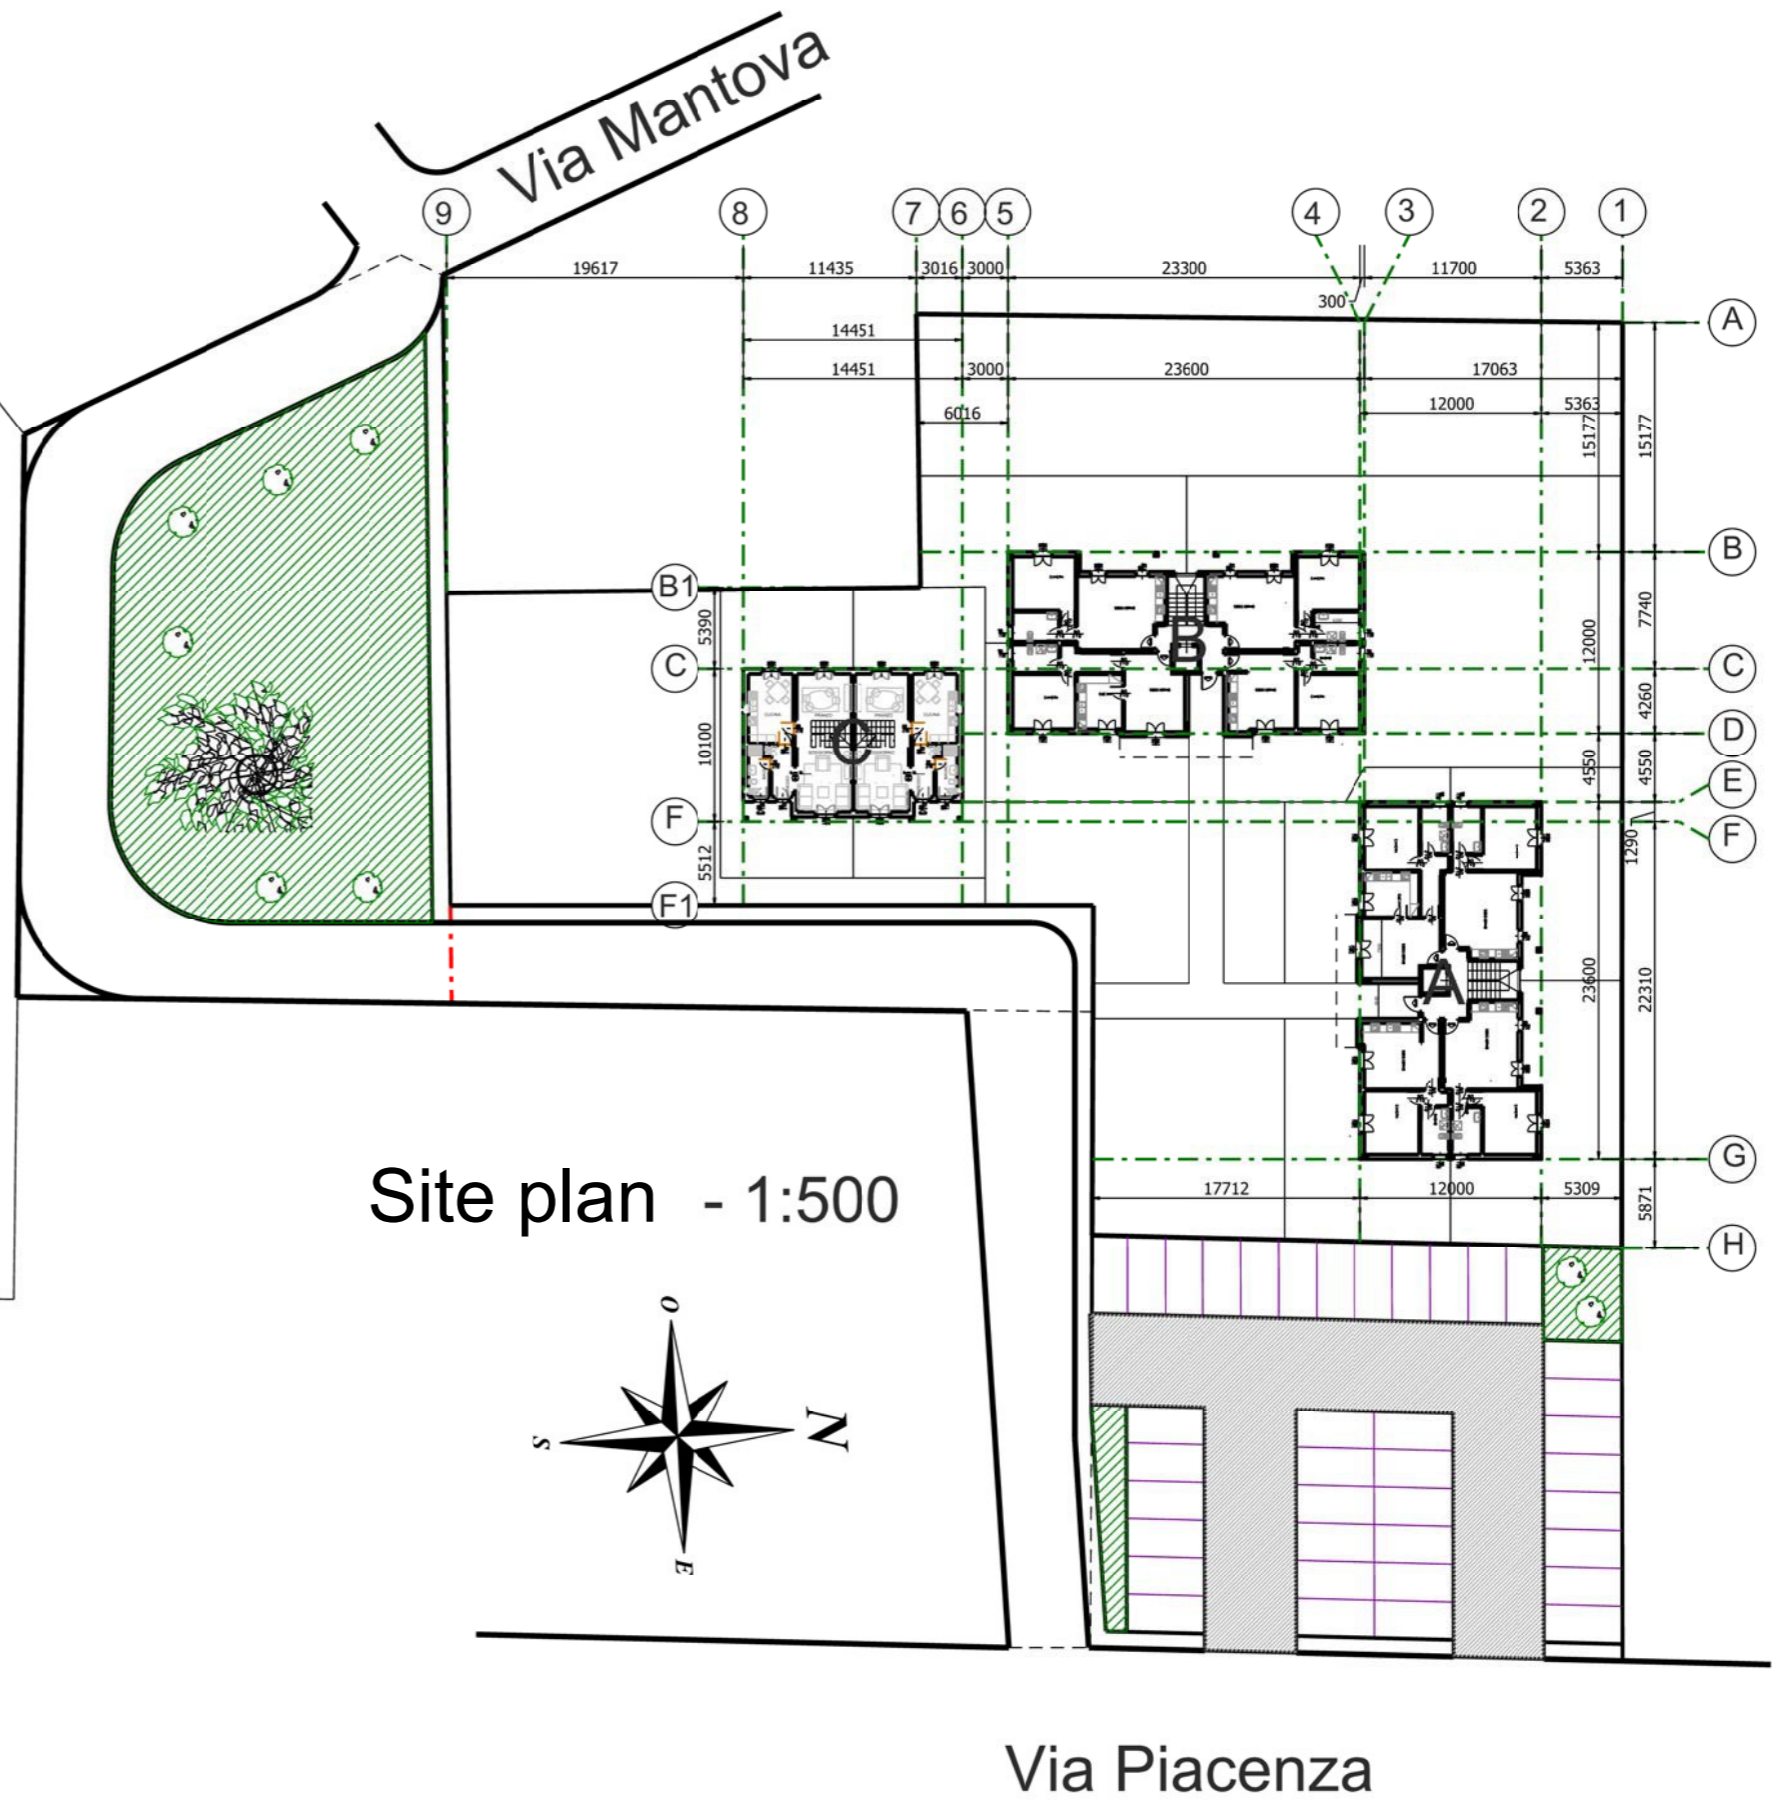 Via Mantova
9 8 7 6 5 4 3 2 1
19617 11435 3016 3000 23300 11700 5363
300
A
14451
14451 3000 23600 17063
12000 5363
6016
15177 15177
B
B1
5390
7740
12000
B
C
C
4260
D
10100
C
4550 4550
E
F
F
1290
5512
F1
A
23600 22310
G
17712 12000 5309
5871
H
Site plan - 1:500
O
N
S
E
Via Piacenza